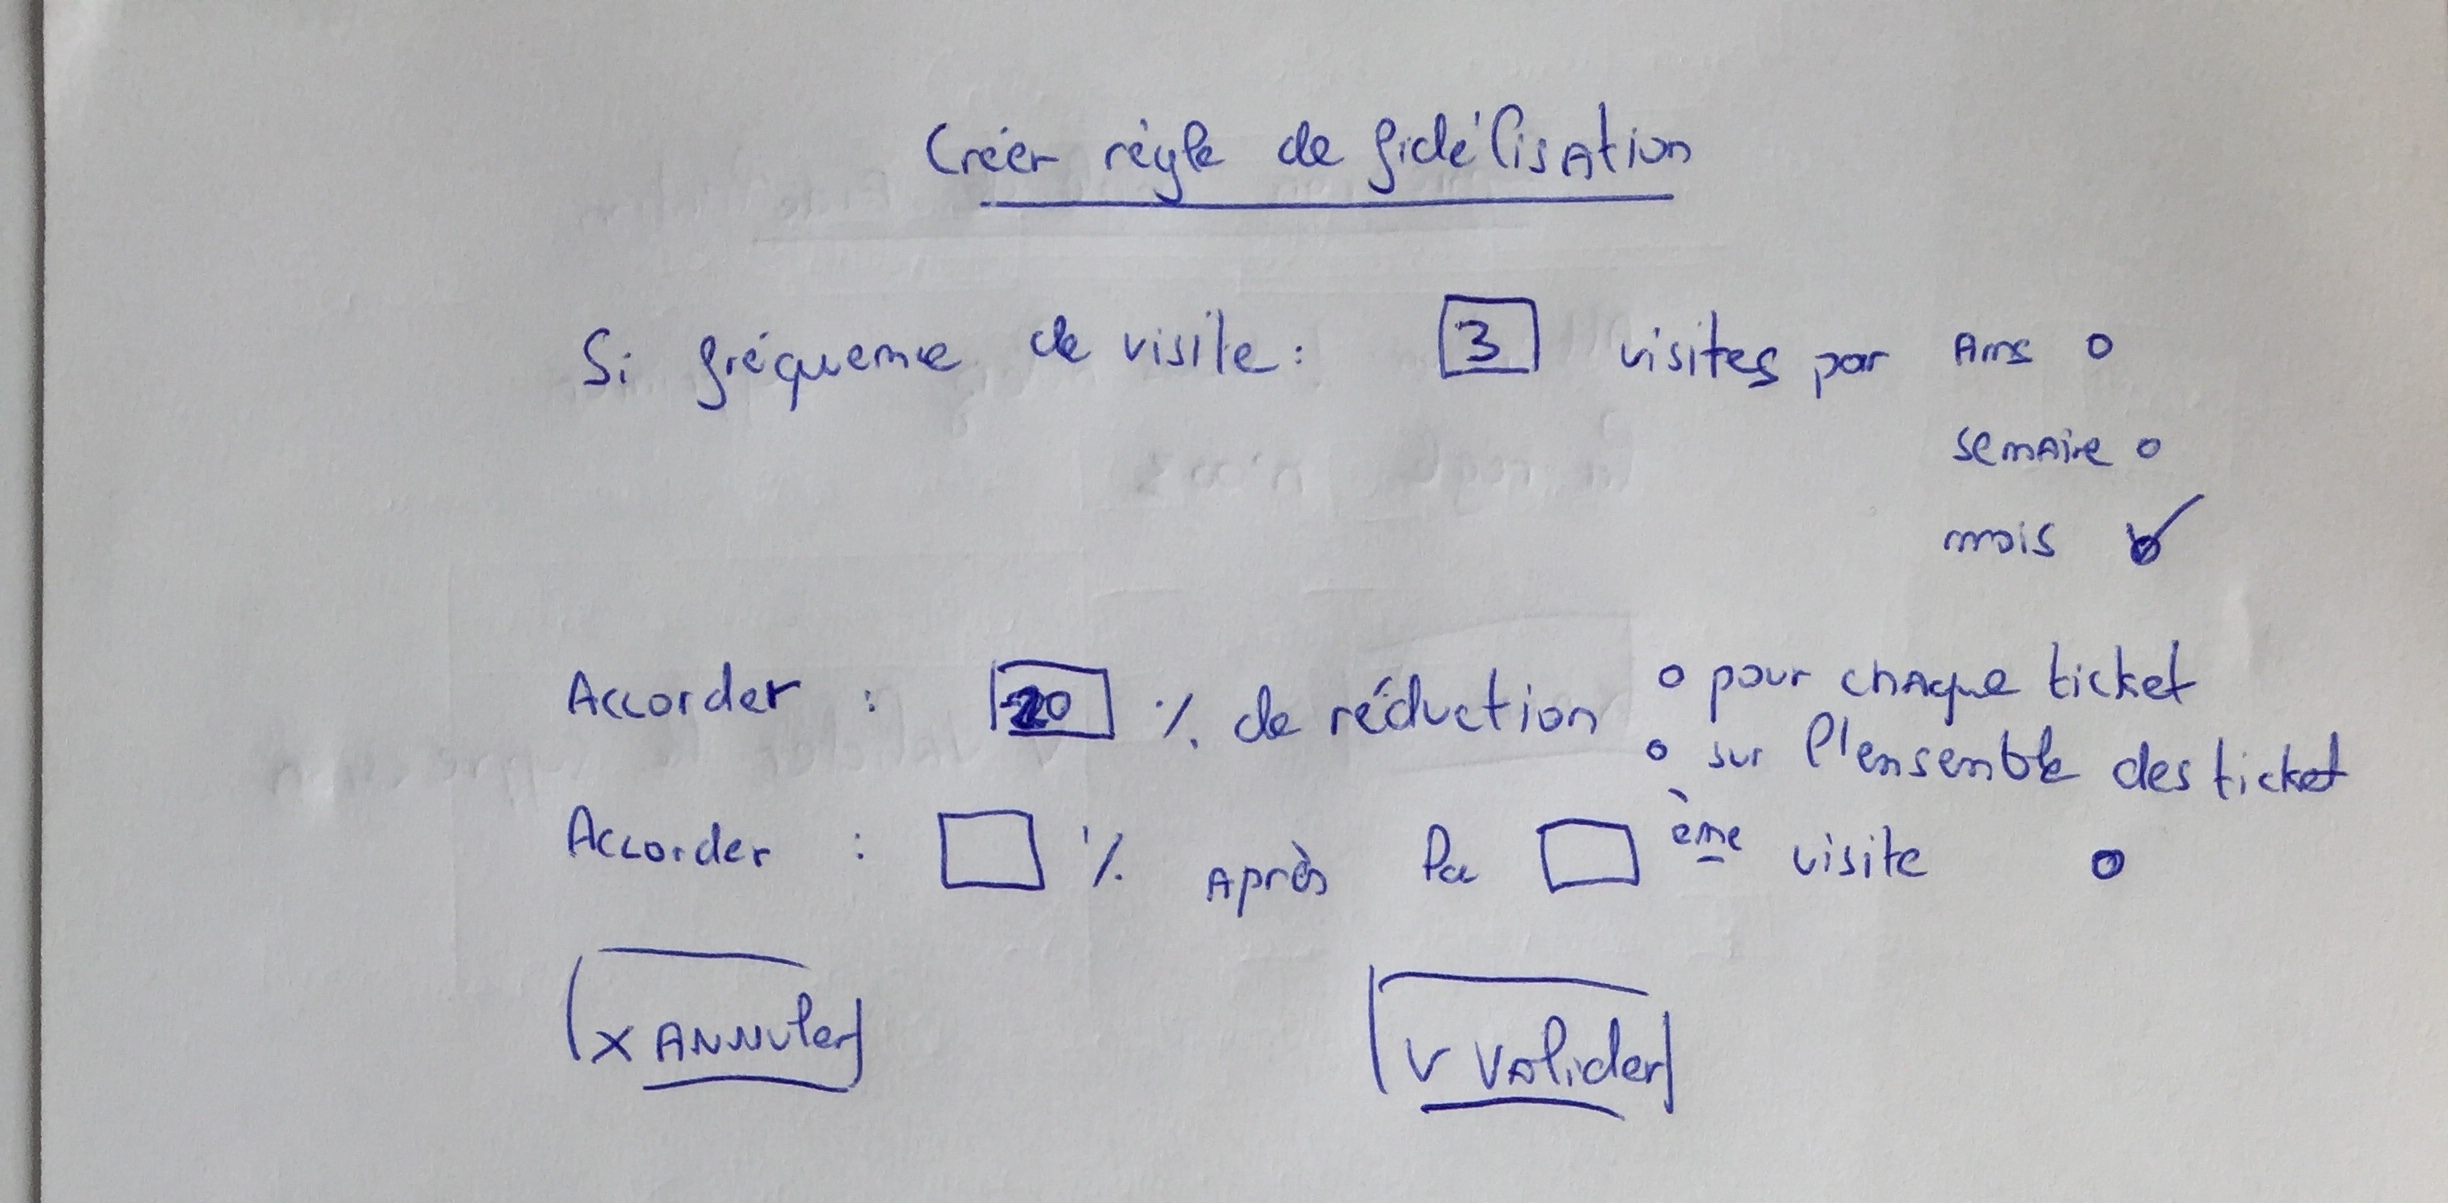 Créer règle de fidélisation
Si fréquence de visite : 3 visites par Ans o
semaine o
mois ✓
Accorder : 20 % de réduction o pour chaque ticket
o sur l'ensemble des ticket
Accorder : % Après la ème visite o
x ANNuler
v Valider